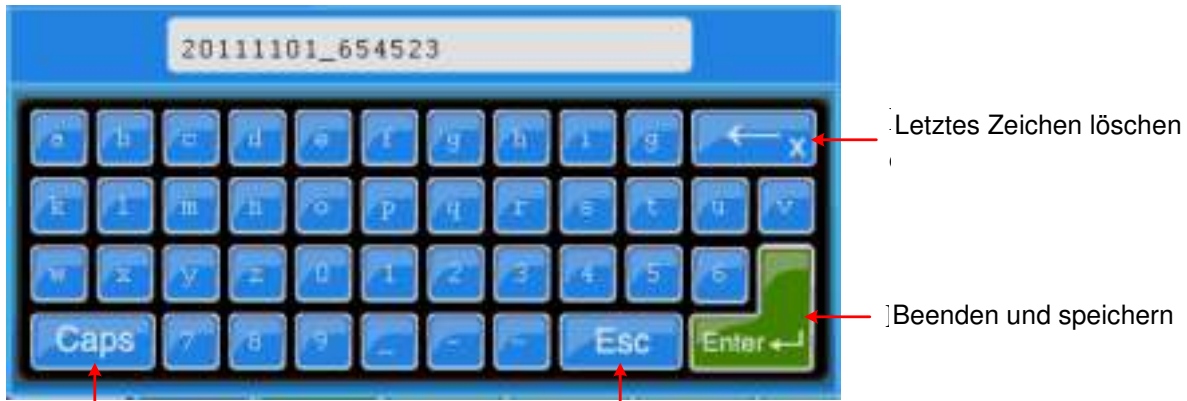 20111101_654523
a b c d e f g h i g ← x Letztes Zeichen löschen
k l m n o p q r s t u v
w x y z 0 1 2 3 4 5 6
Beenden und speichern
Caps 7 8 9 _ - Esc Enter